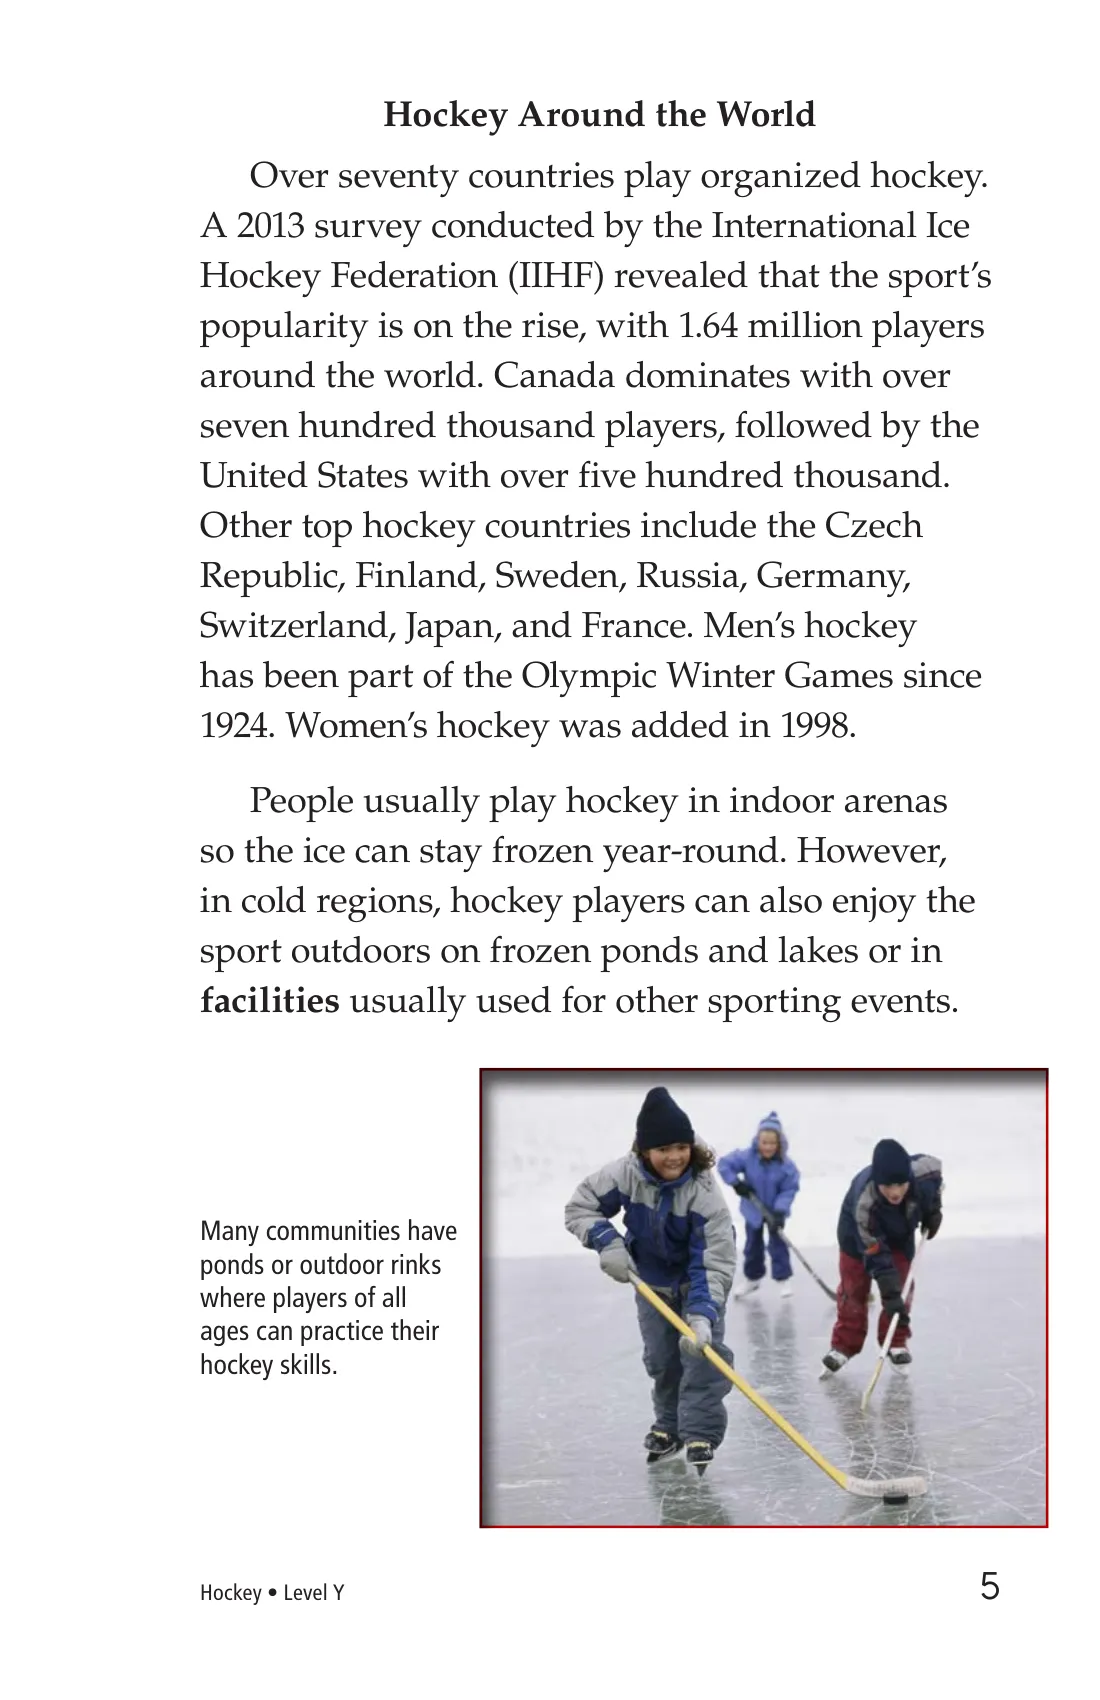 Hockey Around the World
Over seventy countries play organized hockey.
A 2013 survey conducted by the International Ice
Hockey Federation (IIHF) revealed that the sport’s
popularity is on the rise, with 1.64 million players
around the world. Canada dominates with over
seven hundred thousand players, followed by the
United States with over five hundred thousand.
Other top hockey countries include the Czech
Republic, Finland, Sweden, Russia, Germany,
Switzerland, Japan, and France. Men’s hockey
has been part of the Olympic Winter Games since
1924. Women’s hockey was added in 1998.
People usually play hockey in indoor arenas
so the ice can stay frozen year-round. However,
in cold regions, hockey players can also enjoy the
sport outdoors on frozen ponds and lakes or in
facilities usually used for other sporting events.
Many communities have
ponds or outdoor rinks
where players of all
ages can practice their
hockey skills.
Hockey • Level Y
5